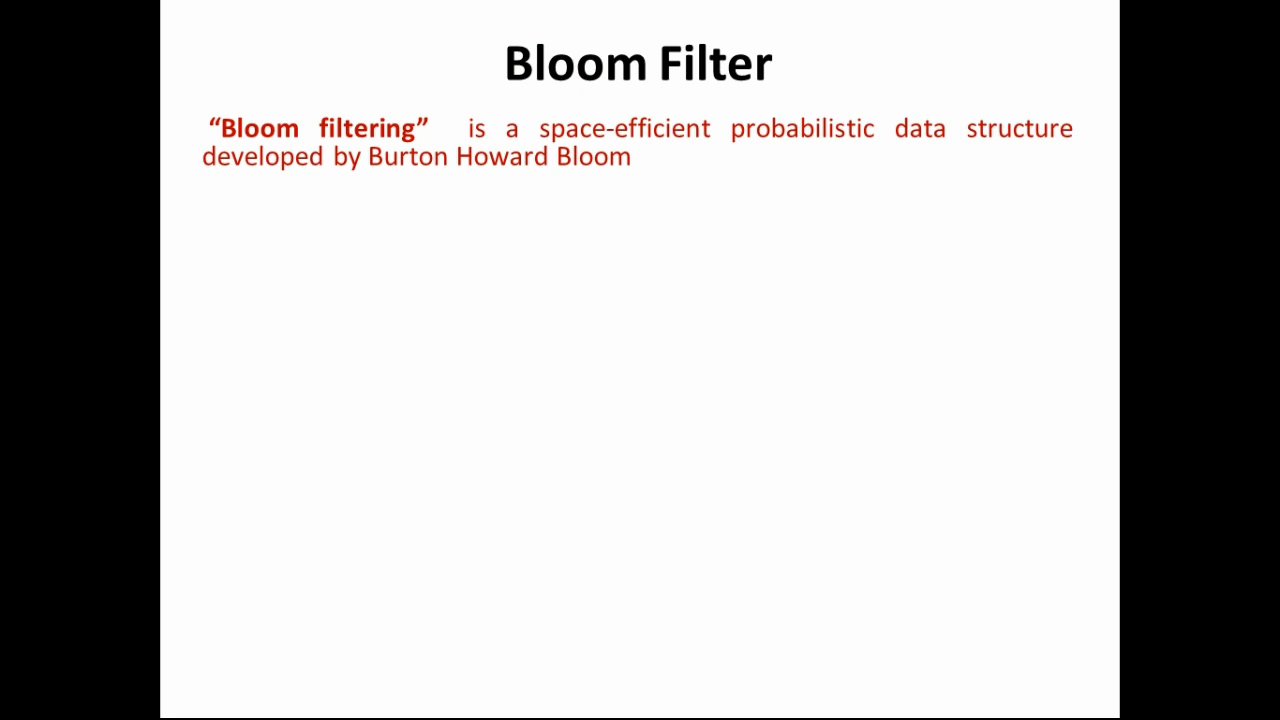 Bloom Filter
“Bloom filtering” is a space-efficient probabilistic data structure
developed by Burton Howard Bloom